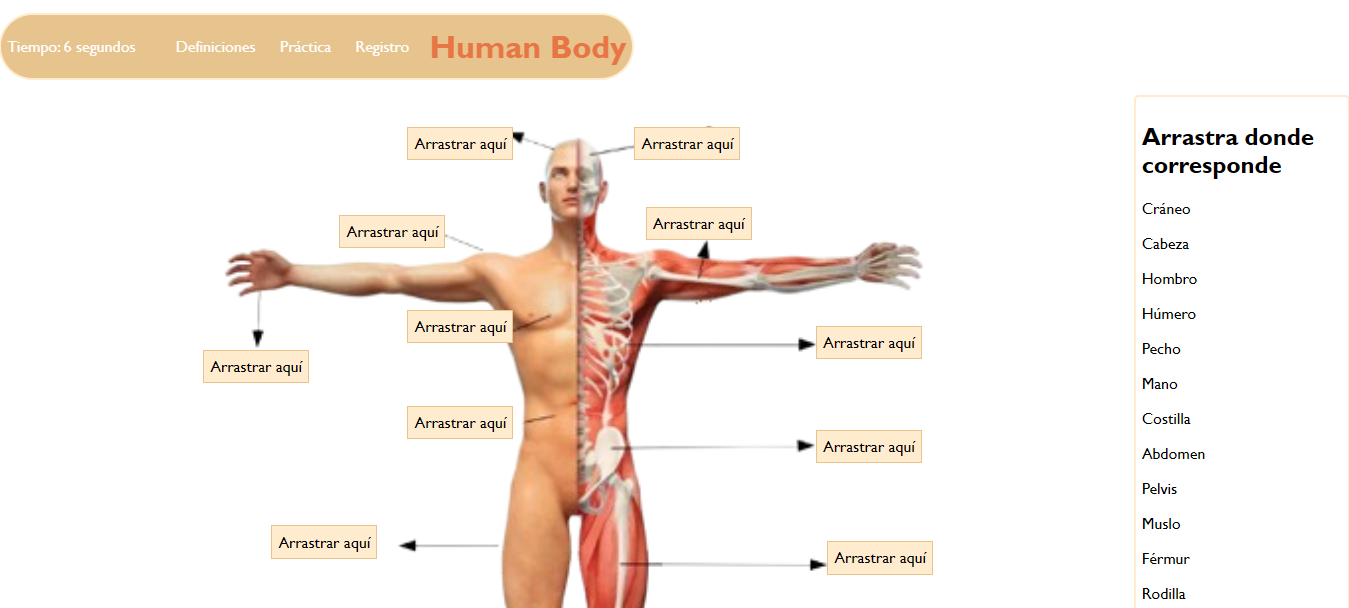 Tiempo: 6 segundos Definiciones Práctica Registro Human Body
Arrastrar aquí
Arrastrar aquí
Arrastrar aquí
Arrastrar aquí
Arrastrar aquí
Arrastrar aquí
Arrastrar aquí
Arrastrar aquí
Arrastrar aquí
Arrastrar aquí
Arrastrar aquí
Arrastra donde
corresponde
Cráneo
Cabeza
Hombro
Húmero
Pecho
Mano
Costilla
Abdomen
Pelvis
Muslo
Férmur
Rodilla